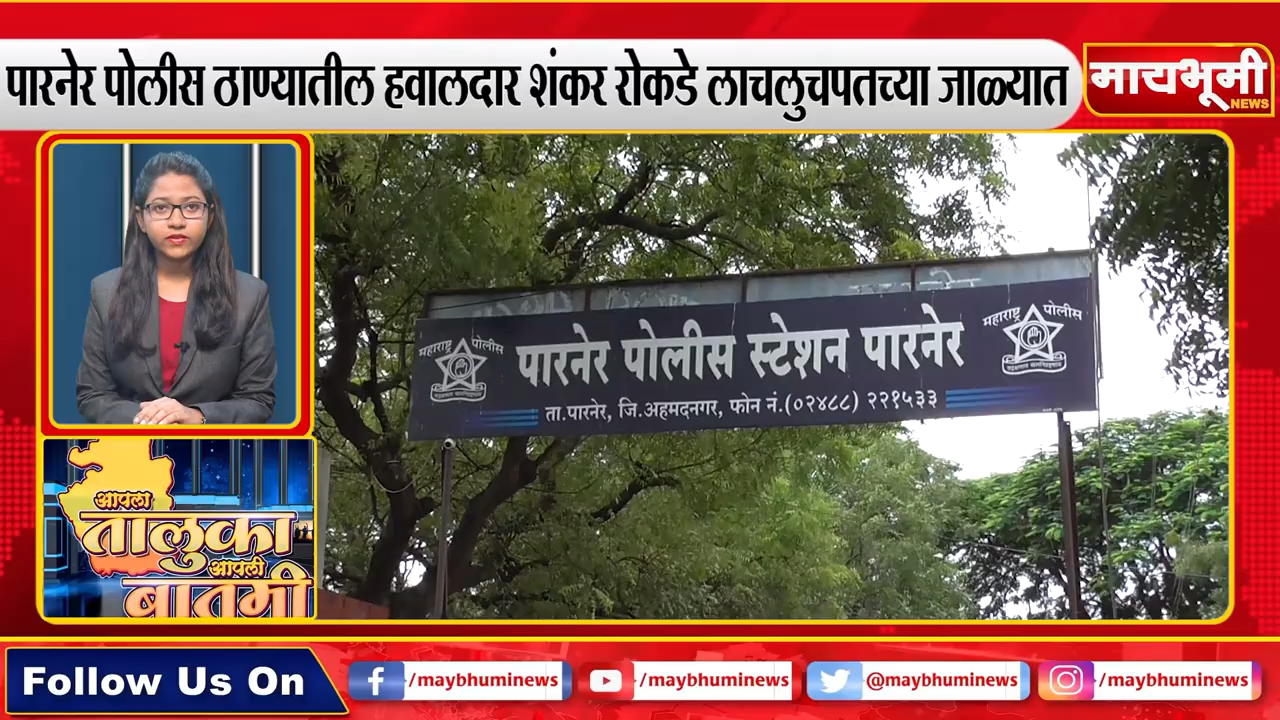 पारनेर पोलीस ठाण्यातील हवालदार शंकर रोकडे लाचलुचपतच्या जाळ्यात
मायभूमी
NEWS
महाराष्ट्र पोलीस
पारनेर पोलीस स्टेशन पारनेर
महाराष्ट्र पोलीस
ता.पारनेर, जि.अहमदनगर, फोन नं.(०२४८८) २२१५३३
आपला
तालुका
आपली
बातमी
Follow Us On
/maybhuminews
/maybhuminews
@maybhuminews
/maybhuminews